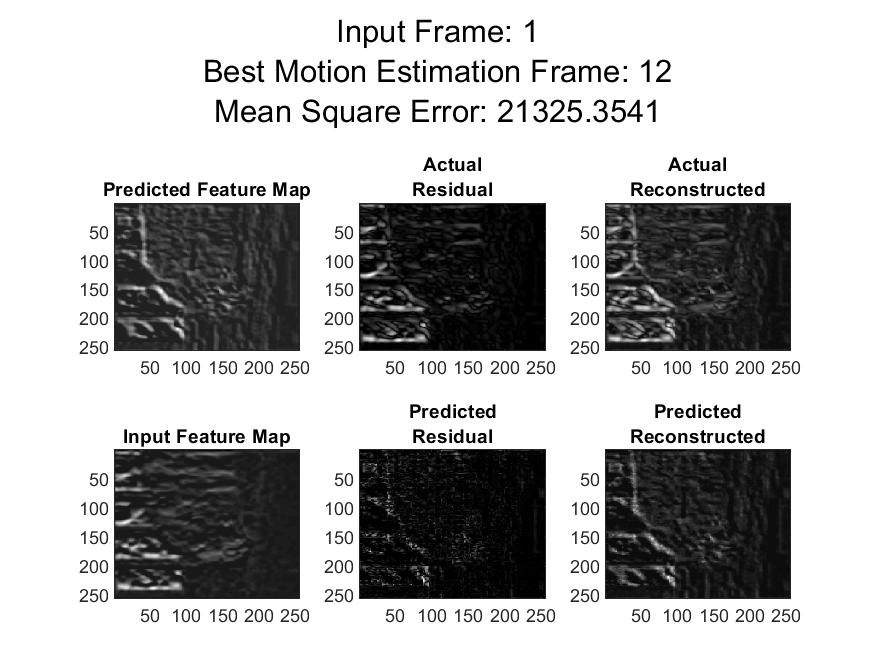 Input Frame: 1
Best Motion Estimation Frame: 12
Mean Square Error: 21325.3541
Predicted Feature Map
50
100
150
200
250
50 100 150 200 250
Actual
Residual
50
100
150
200
250
50 100 150 200 250
Actual
Reconstructed
50
100
150
200
250
50 100 150 200 250
Input Feature Map
50
100
150
200
250
50 100 150 200 250
Predicted
Residual
50
100
150
200
250
50 100 150 200 250
Predicted
Reconstructed
50
100
150
200
250
50 100 150 200 250